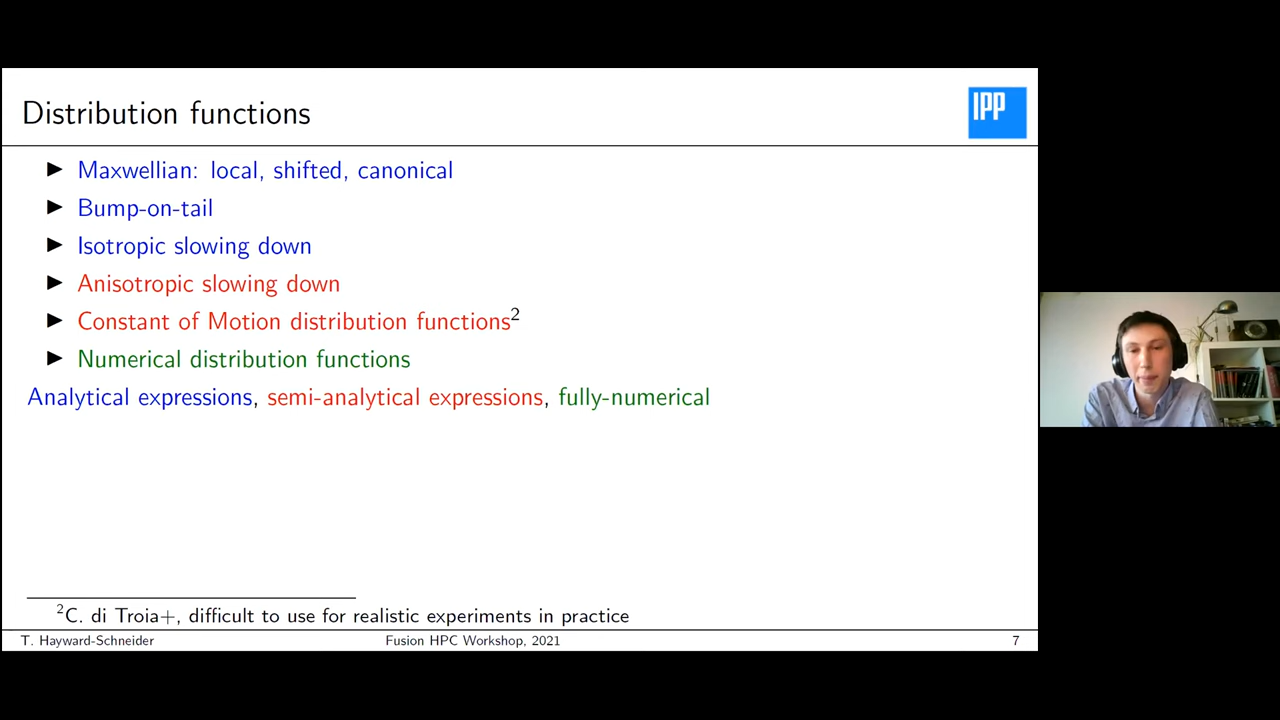 Distribution functions
IPP
▶ Maxwellian: local, shifted, canonical
▶ Bump-on-tail
▶ Isotropic slowing down
▶ Anisotropic slowing down
▶ Constant of Motion distribution functions²
▶ Numerical distribution functions
Analytical expressions, semi-analytical expressions, fully-numerical
²C. di Troia+, difficult to use for realistic experiments in practice
T. Hayward-Schneider Fusion HPC Workshop, 2021 7